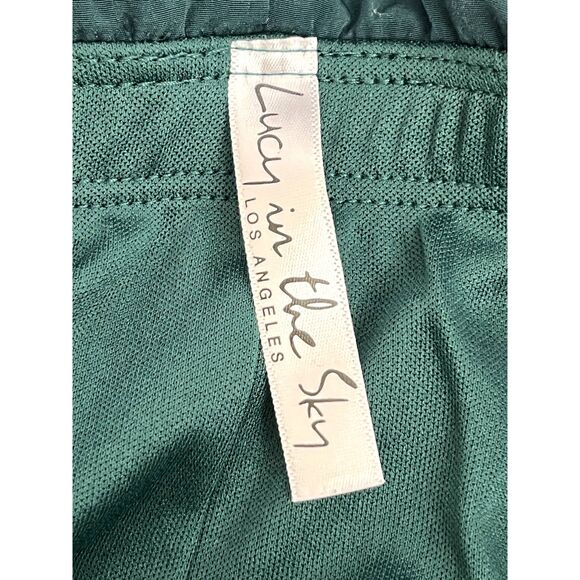 Lucy in the Sky
LOS ANGELES